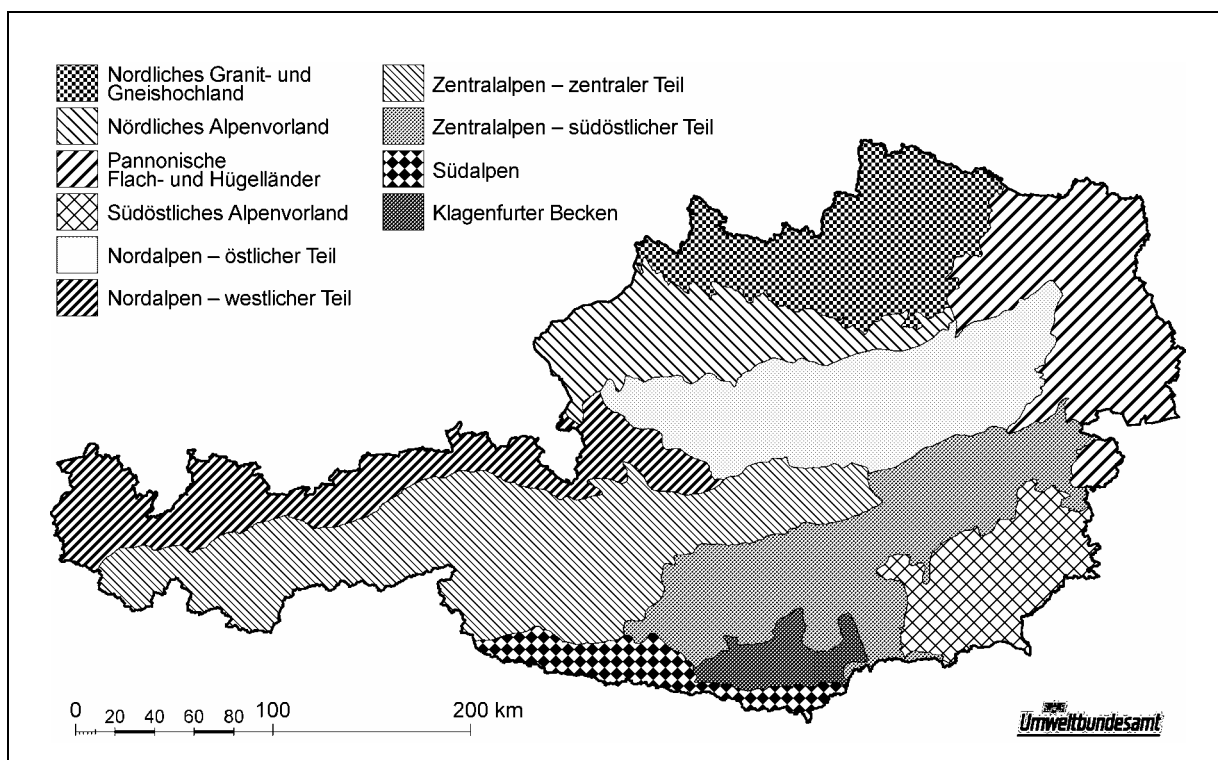 Nordliches Granit- und
Gneishochland
Nördliches Alpenvorland
Pannonische
Flach- und Hügelländer
Südöstliches Alpenvorland
Nordalpen – östlicher Teil
Nordalpen – westlicher Teil
Zentralalpen – zentraler Teil
Zentralalpen – südöstlicher Teil
Südalpen
Klagenfurter Becken
0 20 40 60 80 100 200 km
Umweltbundesamt